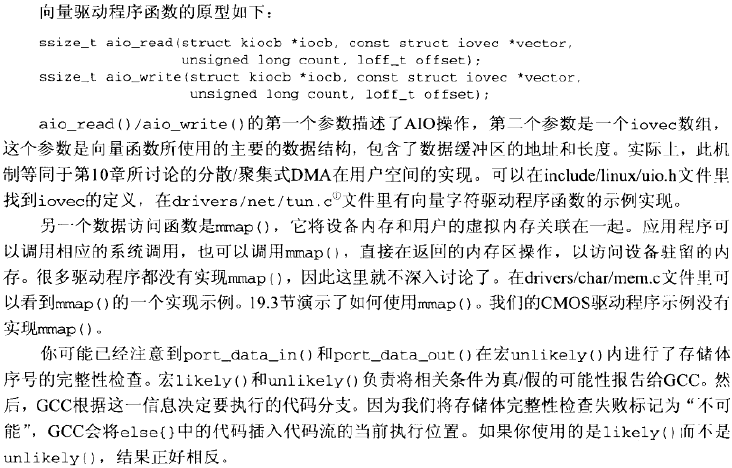 向量驱动程序函数的原型如下：
ssize_t aio_read(struct kiocb *iocb, const struct iovec *vector,
unsigned long count, loff_t offset);
ssize_t aio_write(struct kiocb *iocb, const struct iovec *vector,
unsigned long count, loff_t offset);
aio_read()/aio_write()的第一个参数描述了AIO操作，第二个参数是一个iovec数组，
这个参数是向量函数所使用的主要的数据结构，包含了数据缓冲区的地址和长度。实际上，此机
制等同于第10章所讨论的分散/聚集式DMA在用户空间的实现。可以在include/linux/uio.h文件里
找到iovec的定义，在drivers/net/tun.c①文件里有向量字符驱动程序函数的示例实现。
另一个数据访问函数是mmap()，它将设备内存和用户的虚拟内存关联在一起。应用程序可
以调用相应的系统调用，也可以调用mmap()，直接在返回的内存区操作，以访问设备驻留的内
存。很多驱动程序都没有实现mmap()，因此这里就不深入讨论了。在drivers/char/mem.c文件里可
以看到mmap()的一个实现示例。19.3节演示了如何使用mmap()。我们的CMOS驱动程序示例没有
实现mmap()。
你可能已经注意到port_data_in()和port_data_out()在宏unlikely()内进行了存储体
序号的完整性检查。宏likely()和unlikely()负责将相关条件为真/假的可能性报告给GCC。然
后，GCC根据这一信息决定要执行的代码分支。因为我们将存储体完整性检查失败标记为“不可
能”，GCC会将else{}中的代码插入代码流的当前执行位置。如果你使用的是likely()而不是
unlikely()，结果正好相反。